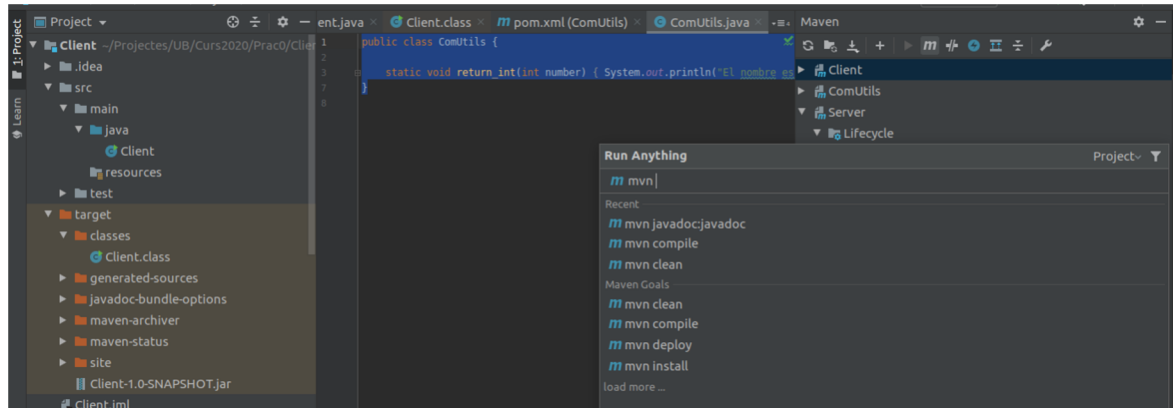 1: Project
Learn
Project
Client ~/Projectes/UB/Curs2020/Prac0/Clien
.idea
src
main
java
Client
resources
test
target
classes
Client.class
generated-sources
javadoc-bundle-options
maven-archiver
maven-status
site
Client-1.0-SNAPSHOT.jar
Client.iml
ent.java
Client.class
m pom.xml (ComUtils)
ComUtils.java
1 public class ComUtils {
2
3 static void return_int(int number) { System.out.println("El nombre es
7 }
8
Maven
m
Client
ComUtils
Server
Lifecycle
Run Anything
Project
m mvn
Recent
m mvn javadoc:javadoc
m mvn compile
m mvn clean
Maven Goals
m mvn clean
m mvn compile
m mvn deploy
m mvn install
load more ...